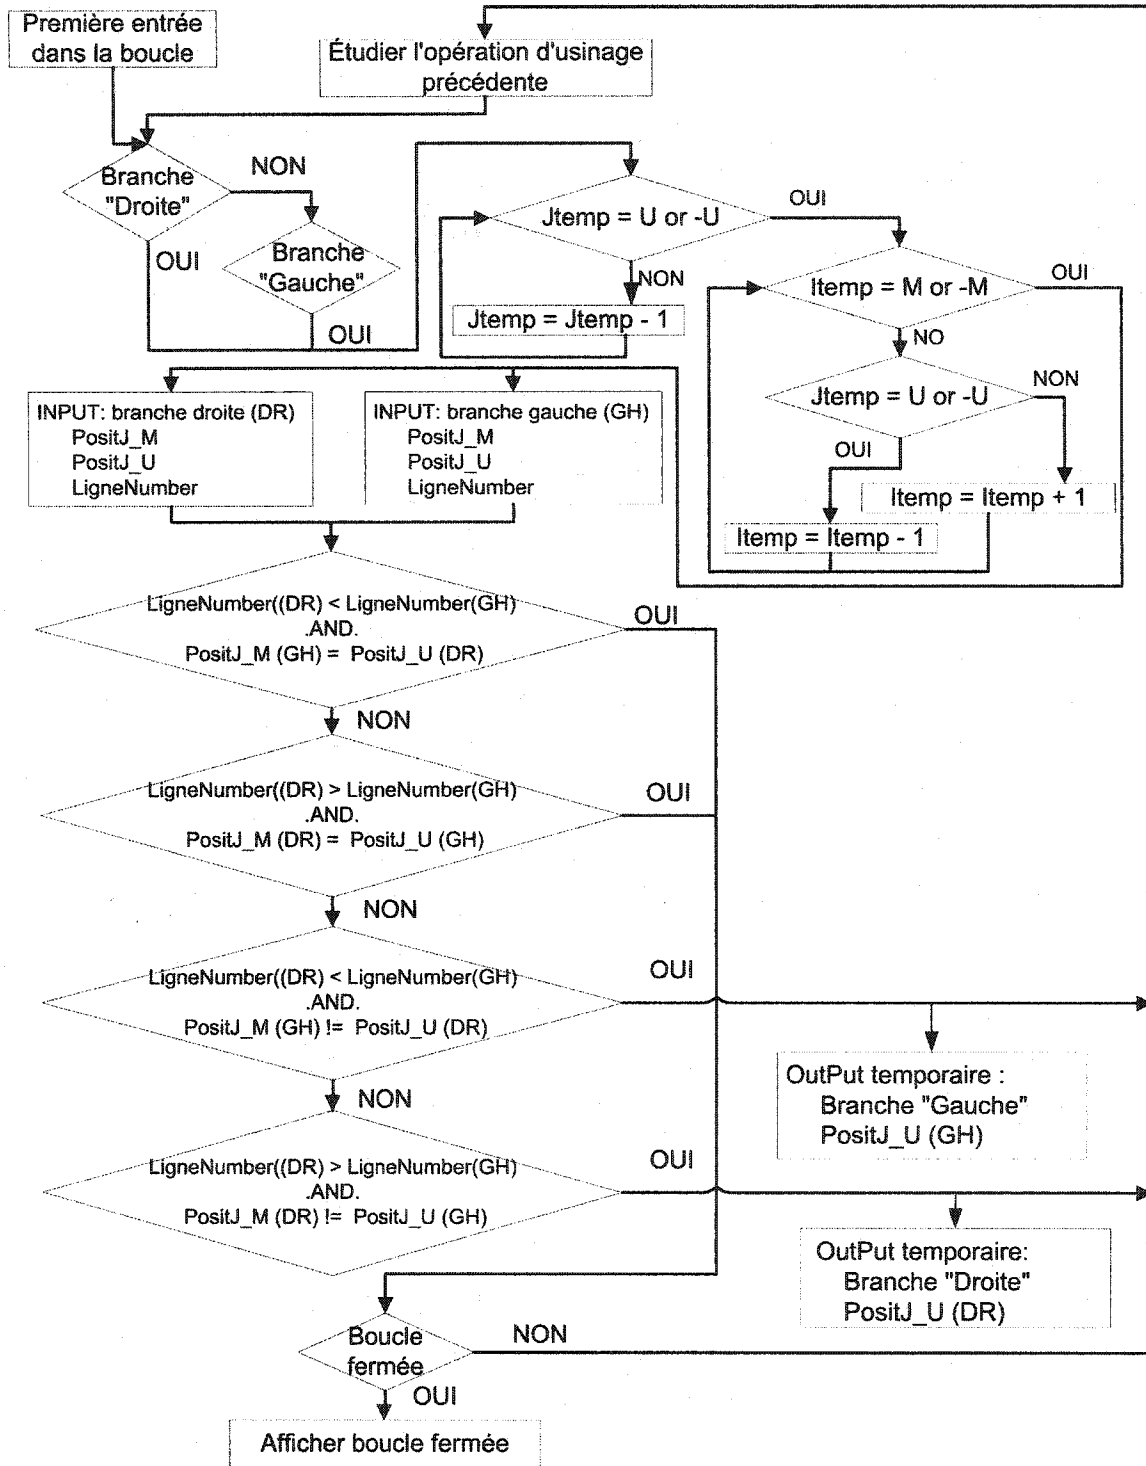 Première entrée
dans la boucle
Étudier l'opération d'usinage
précédente
Branche
"Droite"
NON
OUI
Branche
"Gauche"
OUI
Jtemp = U or -U
OUI
NON
Jtemp = Jtemp - 1
Itemp = M or -M
OUI
NO
Jtemp = U or -U
NON
OUI
Itemp = Itemp + 1
Itemp = Itemp - 1
INPUT: branche droite (DR)
PositJ_M
PositJ_U
LigneNumber
INPUT: branche gauche (GH)
PositJ_M
PositJ_U
LigneNumber
LigneNumber((DR) < LigneNumber(GH)
.AND.
PositJ_M (GH) = PositJ_U (DR)
OUI
NON
LigneNumber((DR) > LigneNumber(GH)
.AND.
PositJ_M (DR) = PositJ_U (GH)
OUI
NON
LigneNumber((DR) < LigneNumber(GH)
.AND.
PositJ_M (GH) != PositJ_U (DR)
OUI
NON
OutPut temporaire :
Branche "Gauche"
PositJ_U (GH)
LigneNumber((DR) > LigneNumber(GH)
.AND.
PositJ_M (DR) != PositJ_U (GH)
OUI
OutPut temporaire:
Branche "Droite"
PositJ_U (DR)
Boucle
fermée
NON
OUI
Afficher boucle fermée